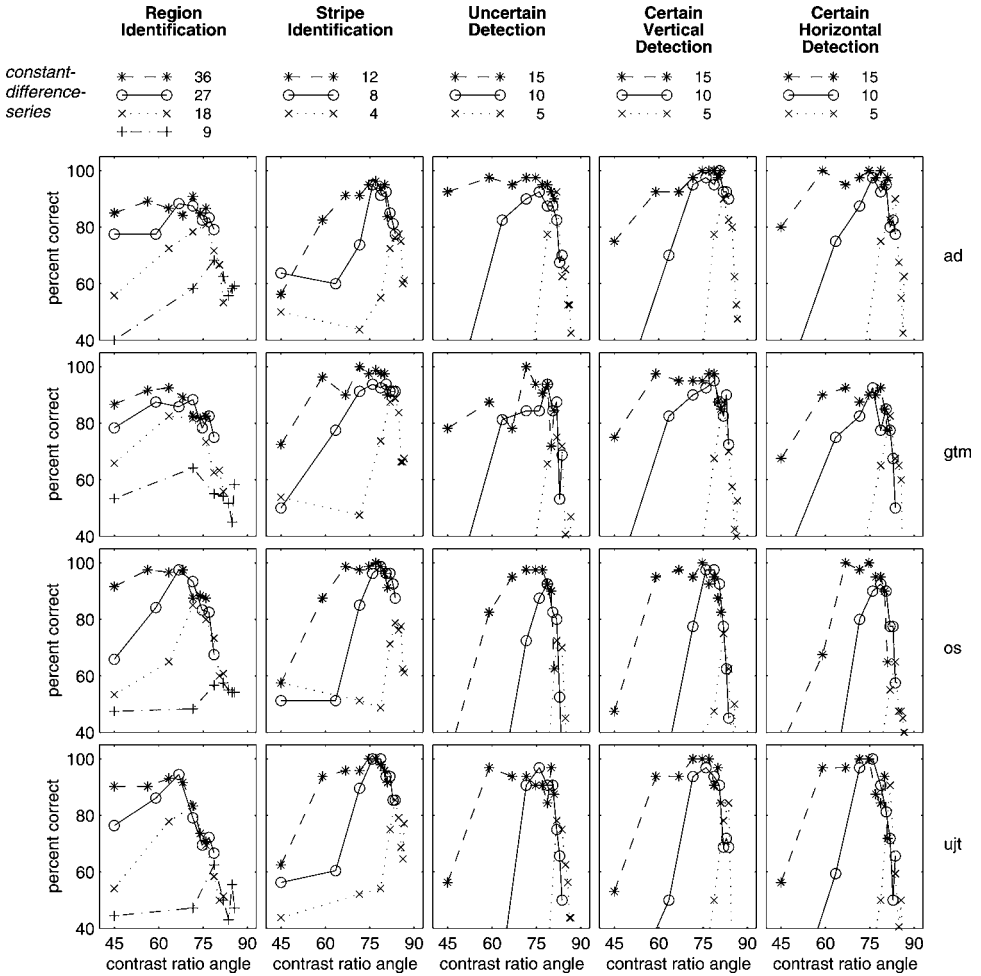 Region Identification
Stripe Identification
Uncertain Detection
Certain Vertical Detection
Certain Horizontal Detection
constant-difference-series
36
27
18
9
12
8
4
15
10
5
15
10
5
15
10
5
percent correct
100
80
60
40
ad
percent correct
100
80
60
40
gtm
percent correct
100
80
60
40
os
percent correct
100
80
60
40
ujt
45 60 75 90
45 60 75 90
45 60 75 90
45 60 75 90
45 60 75 90
contrast ratio angle
contrast ratio angle
contrast ratio angle
contrast ratio angle
contrast ratio angle